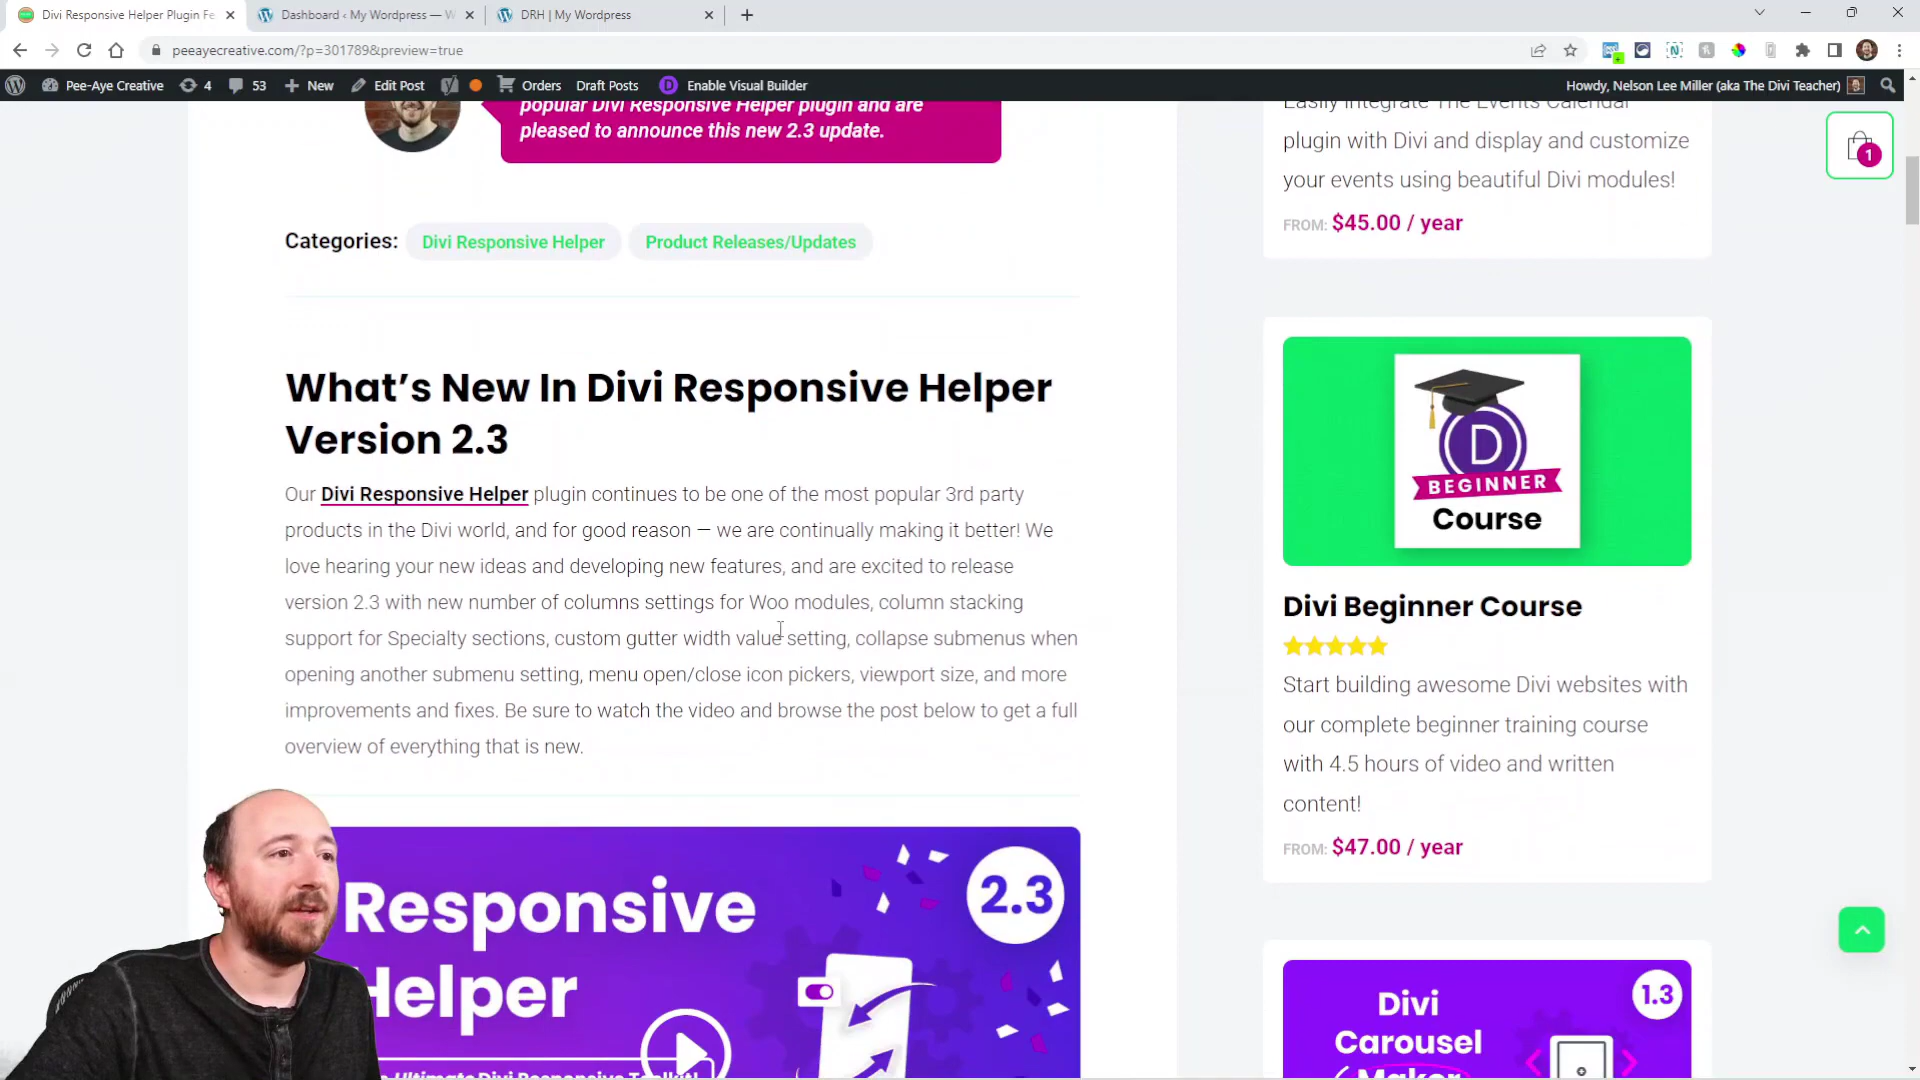 Divi Responsive Helper Plugin Fe
Dashboard ‹ My Wordpress — W
DRH | My Wordpress
peeayecreative.com/?p=301789&preview=true
Pee-Aye Creative
4
53
New
Edit Post
Orders
Draft Posts
Enable Visual Builder
Howdy, Nelson Lee Miller (aka The Divi Teacher)
popular Divi Responsive Helper plugin and are
pleased to announce this new 2.3 update.
Categories: Divi Responsive Helper Product Releases/Updates
What's New In Divi Responsive Helper
Version 2.3
Our Divi Responsive Helper plugin continues to be one of the most popular 3rd party
products in the Divi world, and for good reason — we are continually making it better! We
love hearing your new ideas and developing new features, and are excited to release
version 2.3 with new number of columns settings for Woo modules, column stacking
support for Specialty sections, custom gutter width value setting, collapse submenus when
opening another submenu setting, menu open/close icon pickers, viewport size, and more
improvements and fixes. Be sure to watch the video and browse the post below to get a full
overview of everything that is new.
Responsive
Helper
2.3
Ultimate Divi Responsive Toolkit!
Easily integrate The Events Calendar
plugin with Divi and display and customize
your events using beautiful Divi modules!
FROM: $45.00 / year
1
D
BEGINNER
Course
Divi Beginner Course
Start building awesome Divi websites with
our complete beginner training course
with 4.5 hours of video and written
content!
FROM: $47.00 / year
Divi
Carousel
Maker
1.3